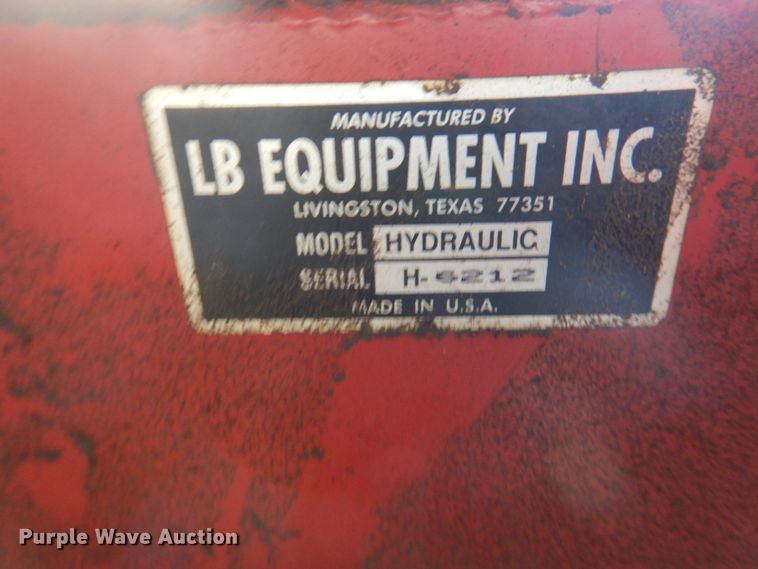 MANUFACTURED BY
LB EQUIPMENT INC.
LIVINGSTON, TEXAS 77351
MODEL HYDRAULIC
SERIAL H-6212
MADE IN U.S.A.
Purple Wave Auction